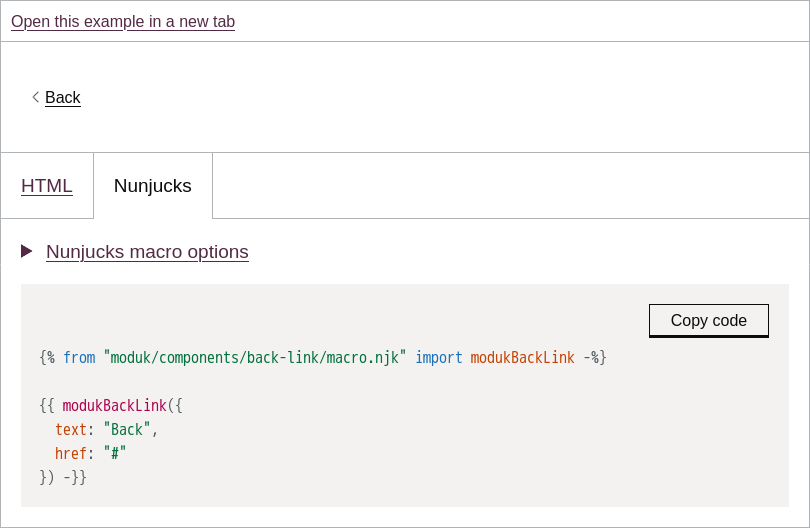 Open this example in a new tab
Back
HTML
Nunjucks
Nunjucks macro options
Copy code
{% from "moduk/components/back-link/macro.njk" import modukBackLink -%}
{{ modukBackLink({
  text: "Back",
  href: "#"
}) -}}